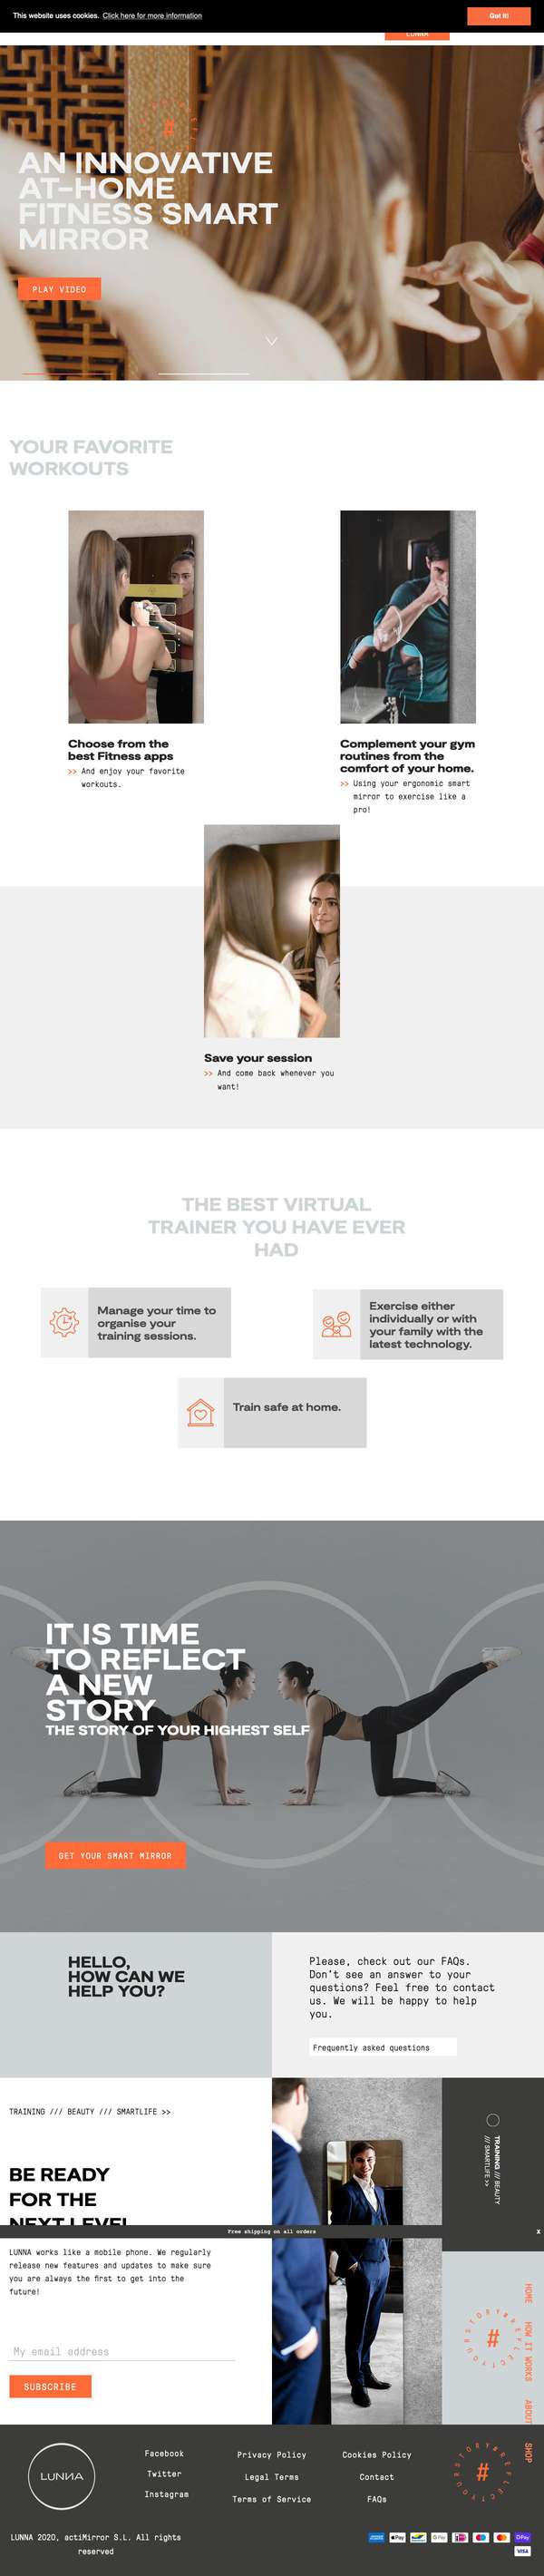 This website uses cookies. Click here for more information
Got it!
LUNNA
#
AN INNOVATIVE
AT-HOME
FITNESS SMART
MIRROR
PLAY VIDEO
YOUR FAVORITE
WORKOUTS
Choose from the
best Fitness apps
>> And enjoy your favorite
workouts.
Complement your gym
routines from the
comfort of your home.
>> Using your ergonomic smart
mirror to exercise like a
pro!
Save your session
>> And come back whenever you
want!
THE BEST VIRTUAL
TRAINER YOU HAVE EVER
HAD
Manage your time to
organise your
training sessions.
Exercise either
individually or with
your family with the
latest technology.
Train safe at home.
IT IS TIME
TO REFLECT
A NEW
STORY
THE STORY OF YOUR HIGHEST SELF
GET YOUR SMART MIRROR
HELLO,
HOW CAN WE
HELP YOU?
Please, check out our FAQs.
Don't see an answer to your
questions? Feel free to contact
us. We will be happy to help
you.
Frequently asked questions
TRAINING /// BEAUTY /// SMARTLIFE >>
TRAINING /// BEAUTY
/// SMARTLIFE >>
BE READY
FOR THE
NEXT LEVEL
Free shipping on all orders
X
LUNNA works like a mobile phone. We regularly
release new features and updates to make sure
you are always the first to get into the
future!
My email address
SUBSCRIBE
#REFLECTYOURSTORY
#
HOME
HOW IT WORKS
ABOUT
SHOP
LUNNA
Facebook
Twitter
Instagram
Privacy Policy
Legal Terms
Terms of Service
Cookies Policy
Contact
FAQs
#REFLECTYOURSTORY
#
LUNNA 2020, actiMirror S.L. All rights
reserved
Pay
G Pay
iD
DPay
VISA